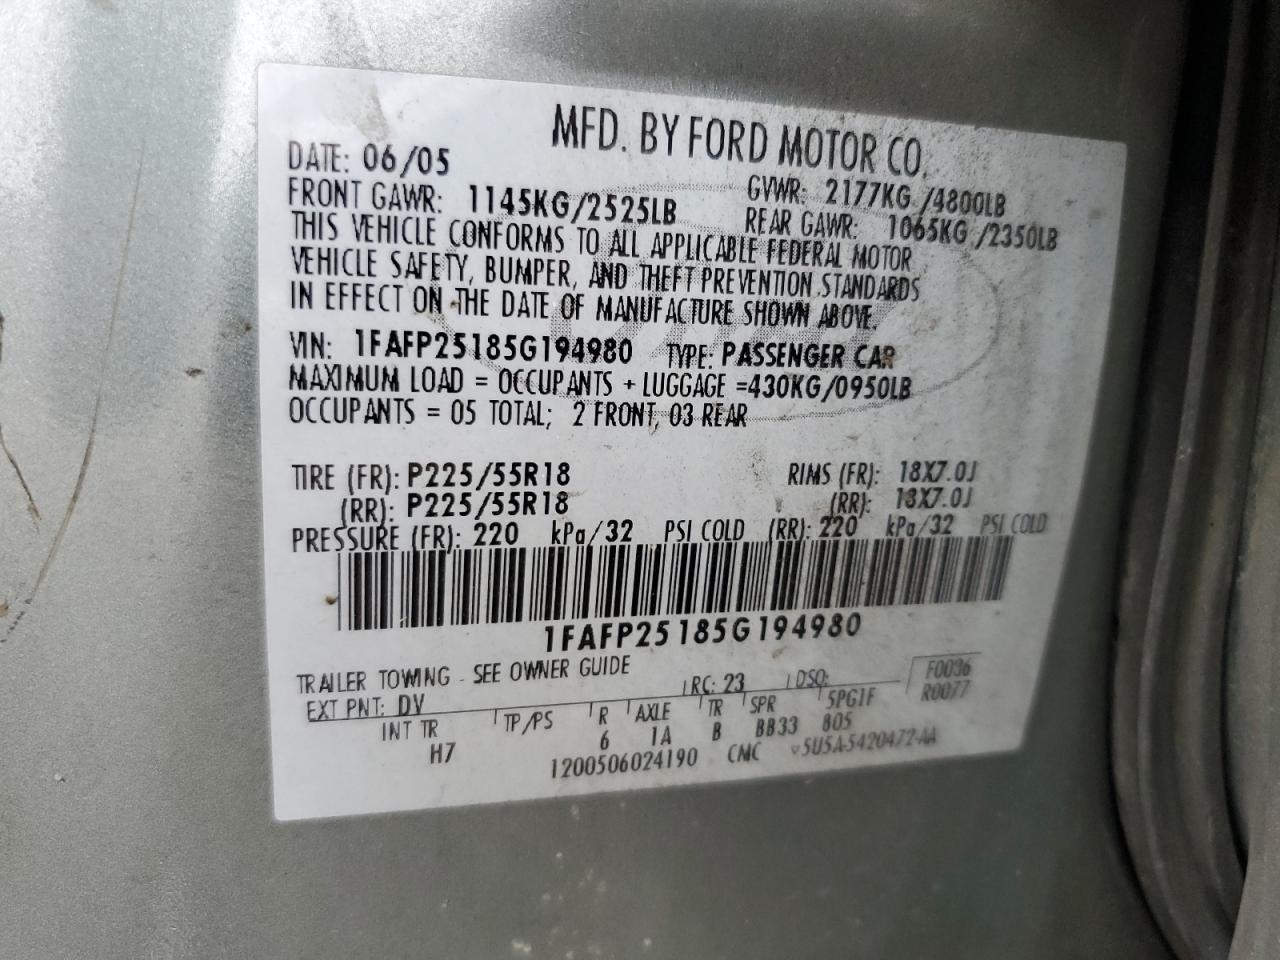 MFD. BY FORD MOTOR CO.
DATE: 06/05
GVWR: 2177KG /4800LB
FRONT GAWR: 1145KG/2525LB
REAR GAWR: 1065KG /2350LB
THIS VEHICLE CONFORMS TO ALL APPLICABLE FEDERAL MOTOR
VEHICLE SAFETY, BUMPER, AND THEFT PREVENTION STANDARDS
IN EFFECT ON THE DATE OF MANUFACTURE SHOWN ABOVE.
VIN: 1FAFP25185G194980 TYPE: PASSENGER CAR
MAXIMUM LOAD = OCCUPANTS + LUGGAGE =430KG/0950LB
OCCUPANTS = 05 TOTAL; 2 FRONT, 03 REAR
TIRE (FR): P225/55R18 RIMS (FR): 18X7.0J
(RR): P225/55R18 (RR): 18X7.0J
PRESSURE (FR): 220 kPa/32 PSI COLD (RR): 220 kPa/32 PSI COLD
1FAFP25185G194980
TRAILER TOWING - SEE OWNER GUIDE
EXT PNT: DV RC: 23 DSO: F0096
R0077
INT TR TP/PS R AXLE TR SPR 5PG1F
H7 6 1A B BB33 805
1200506024190 CMC 5U5A-5420472-AA